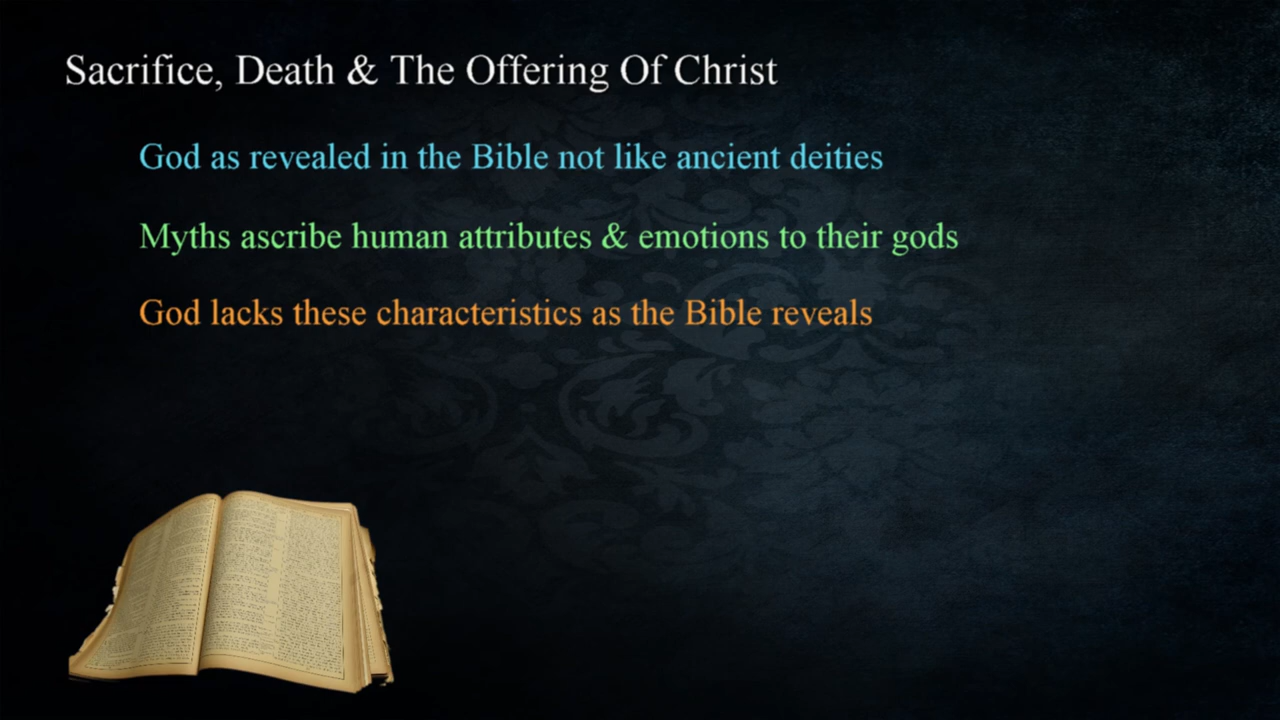 Sacrifice, Death & The Offering Of Christ
God as revealed in the Bible not like ancient deities
Myths ascribe human attributes & emotions to their gods
God lacks these characteristics as the Bible reveals